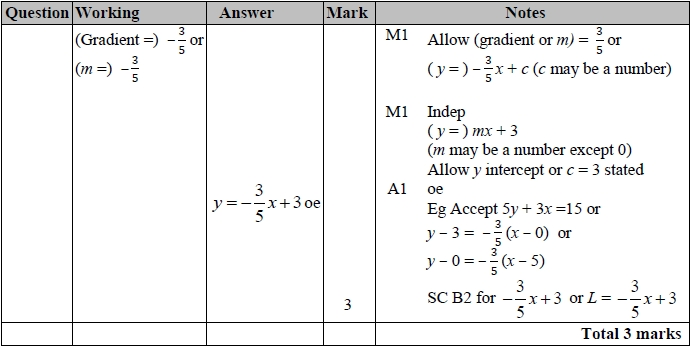 Question Working Answer Mark Notes
(Gradient =) −3/5 or
(m =) −3/5
y = −3/5x + 3 oe
3
M1 Allow (gradient or m) = 3/5 or
(y =) −3/5x + c (c may be a number)
M1 Indep
(y =) mx + 3
(m may be a number except 0)
Allow y intercept or c = 3 stated
A1 oe
Eg Accept 5y + 3x =15 or
y − 3 = −3/5(x − 0) or
y − 0 = −3/5(x − 5)
SC B2 for −3/5x + 3 or L = −3/5x + 3
Total 3 marks